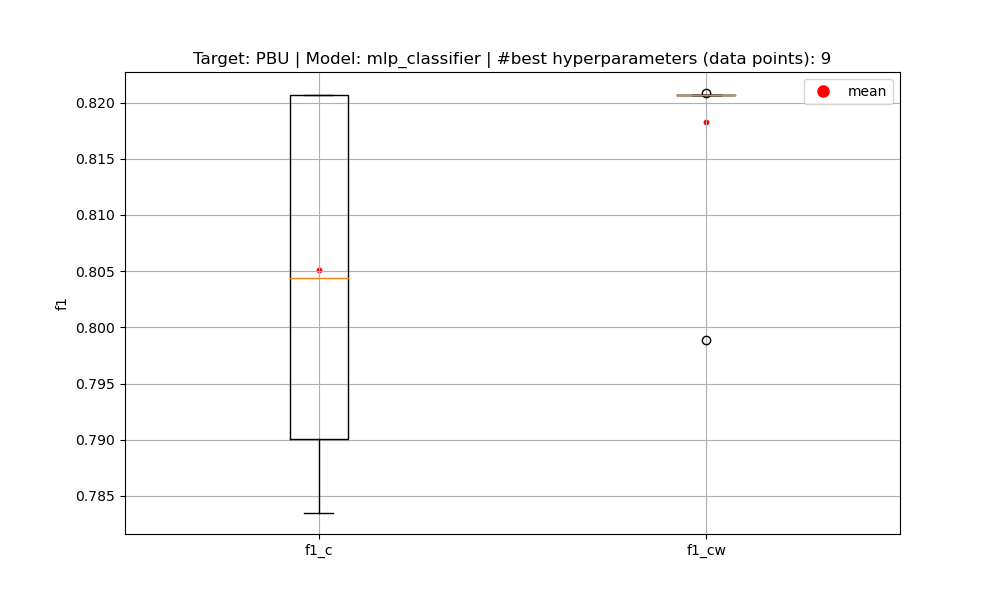 Target: PBU | Model: mlp_classifier | #best hyperparameters (data points): 9
mean
0.820
0.815
0.810
0.805
0.800
0.795
0.790
0.785
f1
f1_c
f1_cw